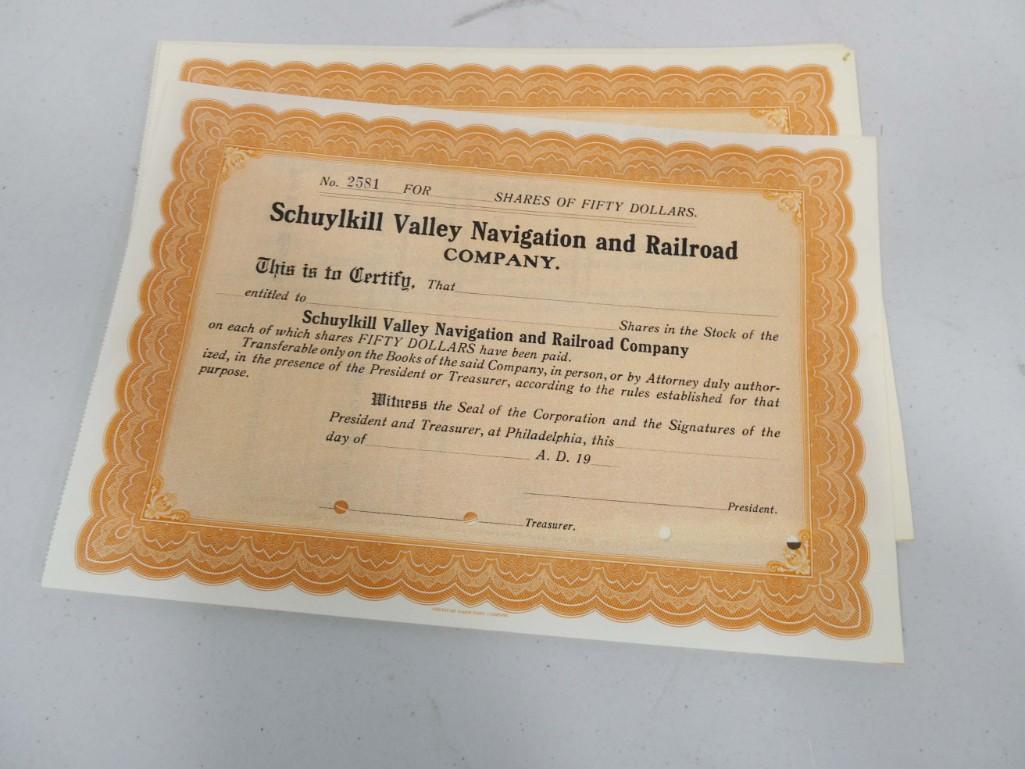 No. 2581 FOR SHARES OF FIFTY DOLLARS.
Schuylkill Valley Navigation and Railroad
COMPANY.
This is to Certify, That
entitled to Shares in the Stock of the
Schuylkill Valley Navigation and Railroad Company
on each of which shares FIFTY DOLLARS have been paid.
Transferable only on the Books of the said Company, in person, or by Attorney duly author-
ized, in the presence of the President or Treasurer, according to the rules established for that
purpose.
Witness the Seal of the Corporation and the Signatures of the
President and Treasurer, at Philadelphia, this
day of A. D. 19
President.
Treasurer.